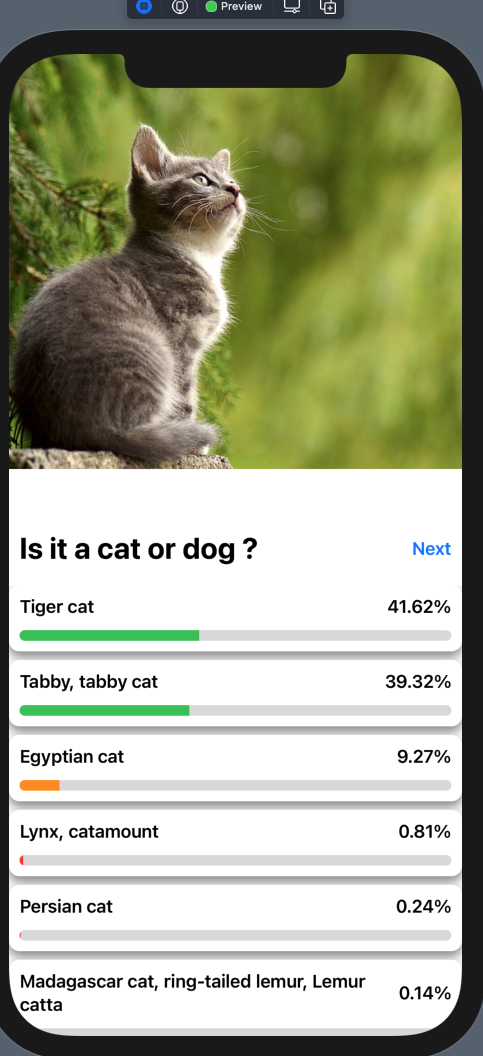 Preview
Is it a cat or dog ?
Next
Tiger cat 41.62%
Tabby, tabby cat 39.32%
Egyptian cat 9.27%
Lynx, catamount 0.81%
Persian cat 0.24%
Madagascar cat, ring-tailed lemur, Lemur
catta
0.14%